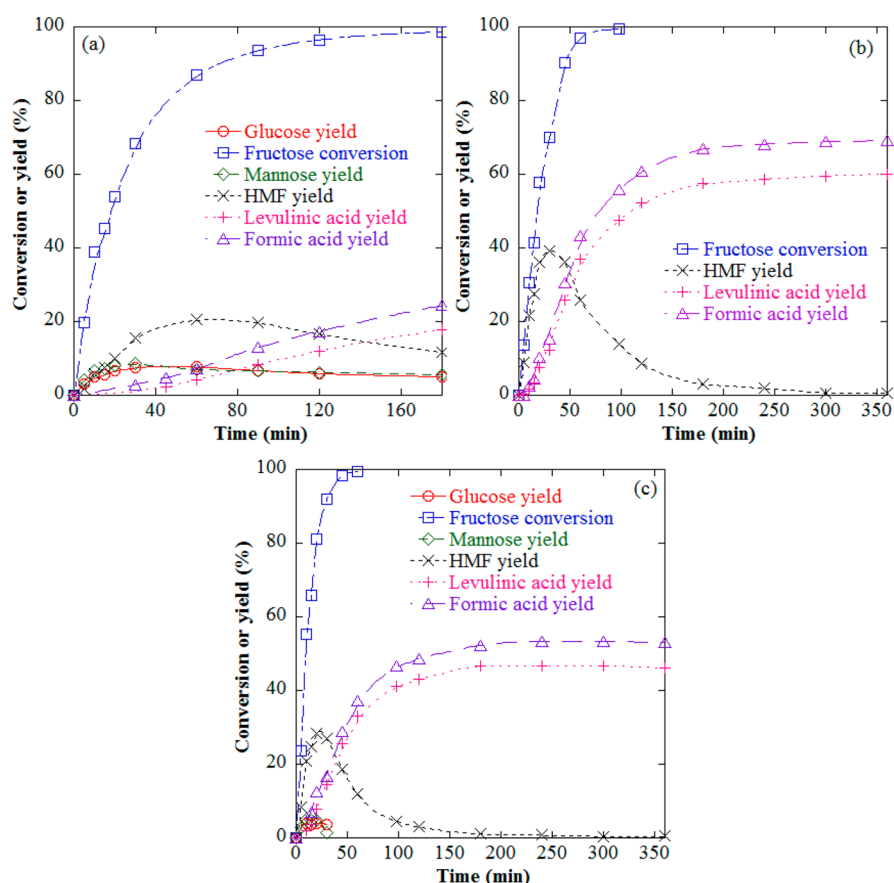 100
(a)
80
60
40
20
0
Conversion or yield (%)
Glucose yield
Fructose conversion
Mannose yield
HMF yield
Levulinic acid yield
Formic acid yield
0 40 80 120 160
Time (min)
100
(b)
80
60
40
20
0
Conversion or yield (%)
Fructose conversion
HMF yield
Levulinic acid yield
Formic acid yield
0 50 100 150 200 250 300 350
Time (min)
100
(c)
80
60
40
20
0
Conversion or yield (%)
Glucose yield
Fructose conversion
Mannose yield
HMF yield
Levulinic acid yield
Formic acid yield
0 50 100 150 200 250 300 350
Time (min)